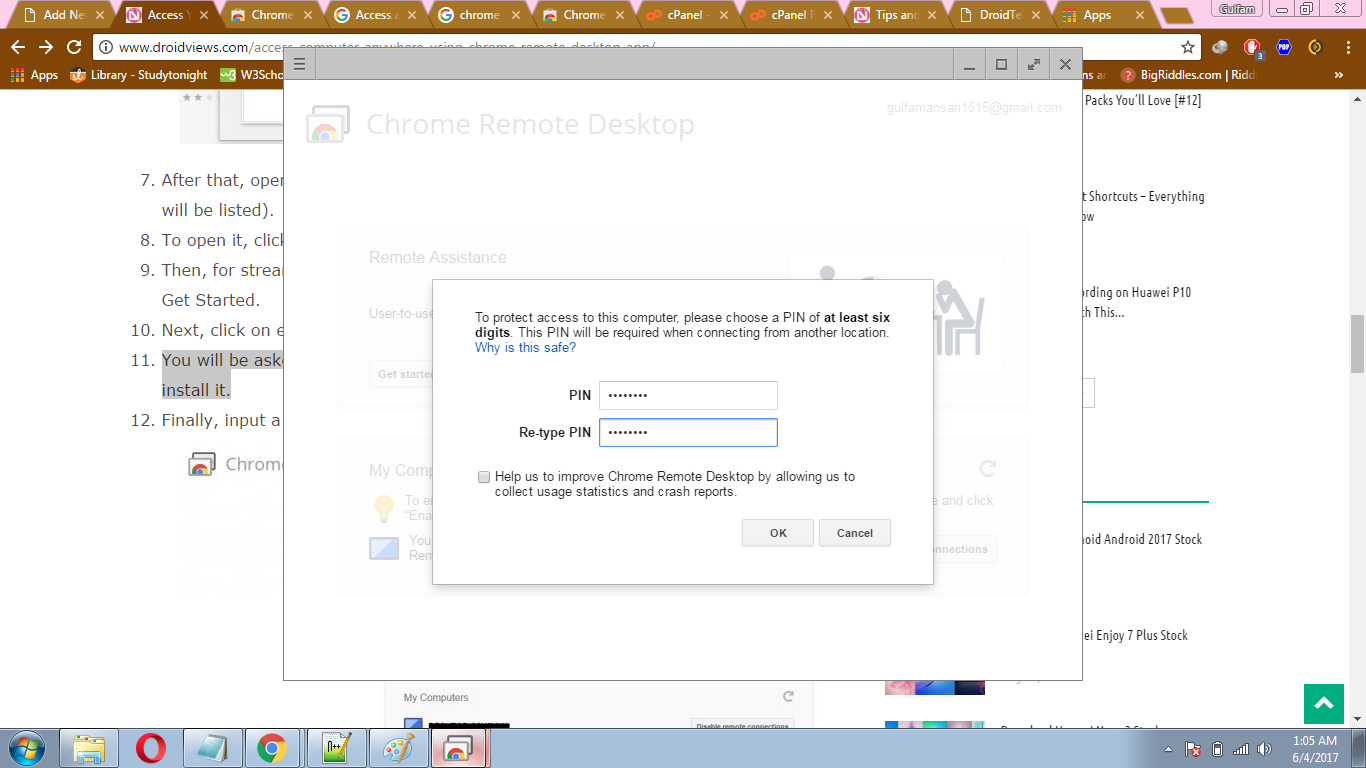 Add Ne
Access Y
Chrome
Access a
chrome
Chrome
cPanel -
cPanel F
Tips and
DroidTe
Apps
Gulfam
www.droidviews.com/access-computer-anywhere-using-chrome-remote-desktop-app/
3
POP
Apps
Library - Studytonight
W3Scho
BigRiddles.com | Riddl
»
7. After that, open
will be listed).
8. To open it, click
9. Then, for strea
Get Started.
10. Next, click on e
11. You will be aske
install it.
12. Finally, input a
Chrome
Chrome Remote Desktop
gulfamansari1515@gmail.com
Remote Assistance
User-to-use
Get started
To protect access to this computer, please choose a PIN of at least six
digits. This PIN will be required when connecting from another location.
Why is this safe?
PIN ••••••••
Re-type PIN ••••••••
Help us to improve Chrome Remote Desktop by allowing us to
collect usage statistics and crash reports.
OK Cancel
My Comp
To en
"Ena
e and click
You
Rem
nnections
My Computers
Disable remote connections
Packs You'll Love [#12]
t Shortcuts – Everything
ow
ording on Huawei P10
th This...
oid Android 2017 Stock
ei Enjoy 7 Plus Stock
1:05 AM
6/4/2017